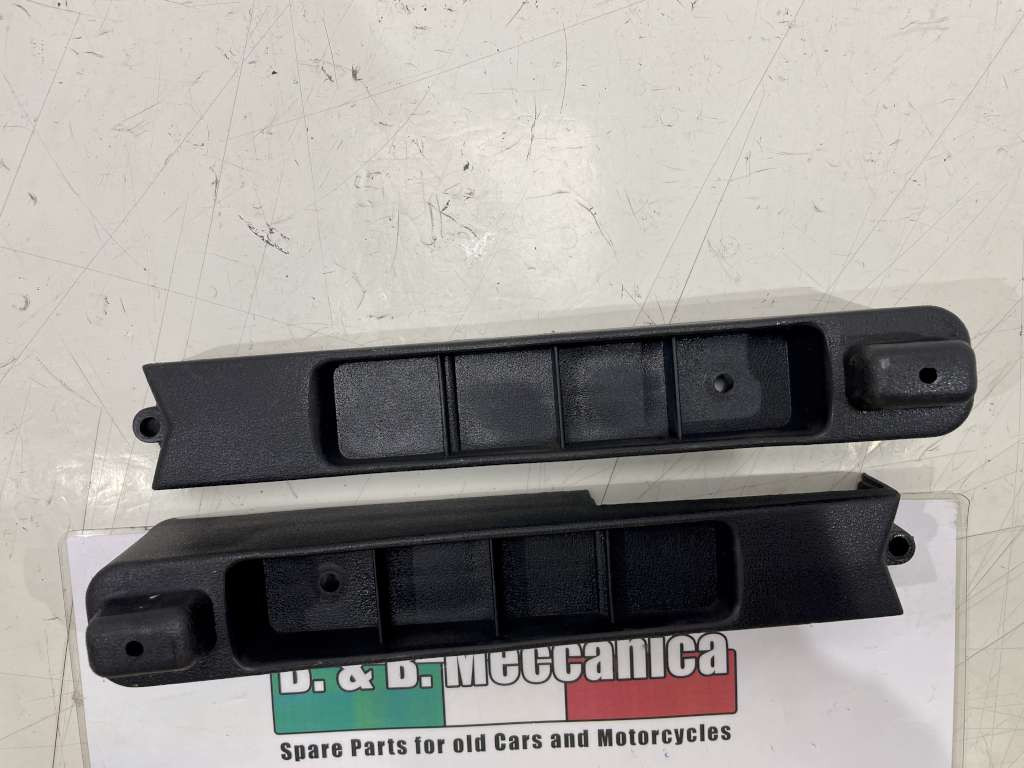 B. & B. Meccanica
Spare Parts for old Cars and Motorcycles